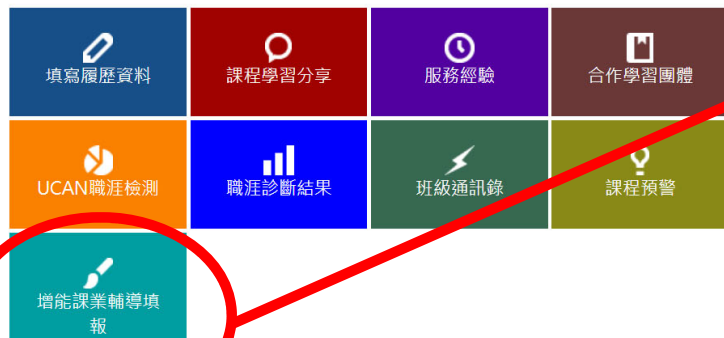 填寫履歷資料
課程學習分享
服務經驗
合作學習團體
UCAN職涯檢測
職涯診斷結果
班級通訊錄
課程預警
增能課業輔導填
報